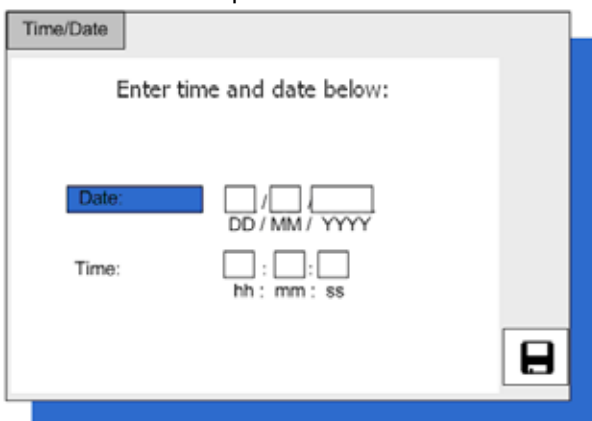 Time/Date
Enter time and date below:
Date:
/ /
DD / MM / YYYY
Time:
: :
hh : mm : ss